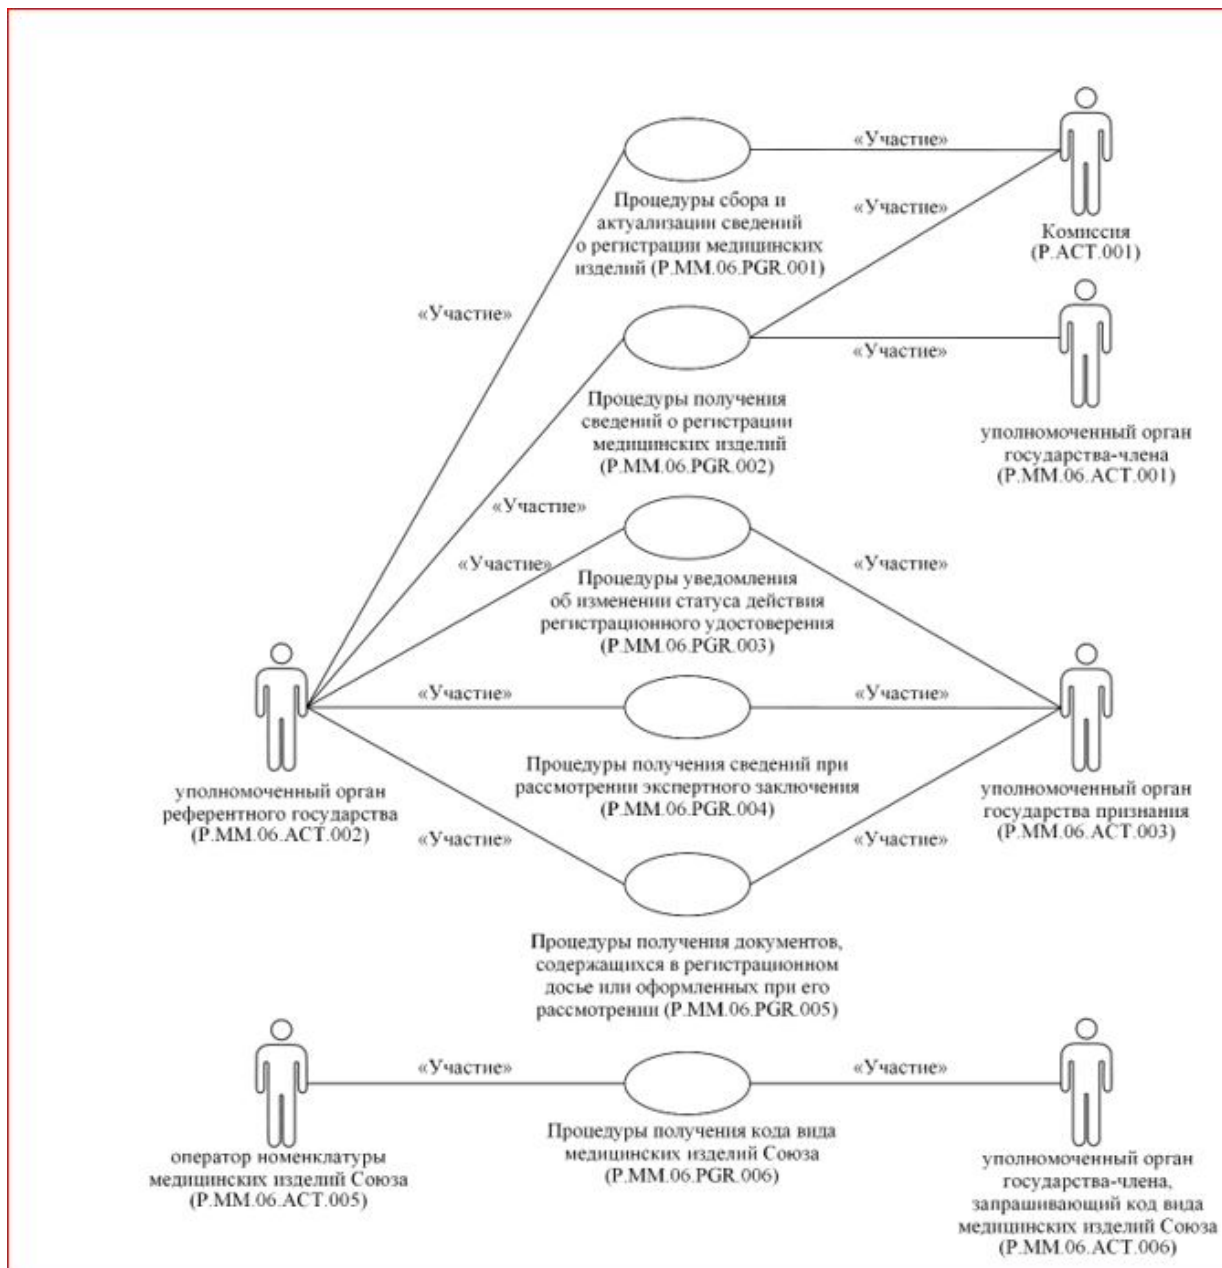 «Участие»
«Участие»
Процедуры сбора и
актуализации сведений
о регистрации медицинских
изделий (P.MM.06.PGR.001)
Комиссия
(P.ACT.001)
«Участие»
«Участие»
«Участие»
Процедуры получения
сведений о регистрации
медицинских изделий
(P.MM.06.PGR.002)
уполномоченный орган
государства-члена
(P.MM.06.ACT.001)
«Участие»
«Участие»
«Участие»
Процедуры уведомления
об изменении статуса действия
регистрационного удостоверения
(P.MM.06.PGR.003)
«Участие»
«Участие»
уполномоченный орган
референтного государства
(P.MM.06.ACT.002)
Процедуры получения сведений при
рассмотрении экспертного заключения
(P.MM.06.PGR.004)
уполномоченный орган
государства признания
(P.MM.06.ACT.003)
«Участие»
«Участие»
Процедуры получения документов,
содержащихся в регистрационном
досье или оформленных при его
рассмотрении (P.MM.06.PGR.005)
«Участие»
«Участие»
оператор номенклатуры
медицинских изделий Союза
(P.MM.06.ACT.005)
Процедуры получения кода вида
медицинских изделий Союза
(P.MM.06.PGR.006)
уполномоченный орган
государства-члена,
запрашивающий код вида
медицинских изделий Союза
(P.MM.06.ACT.006)